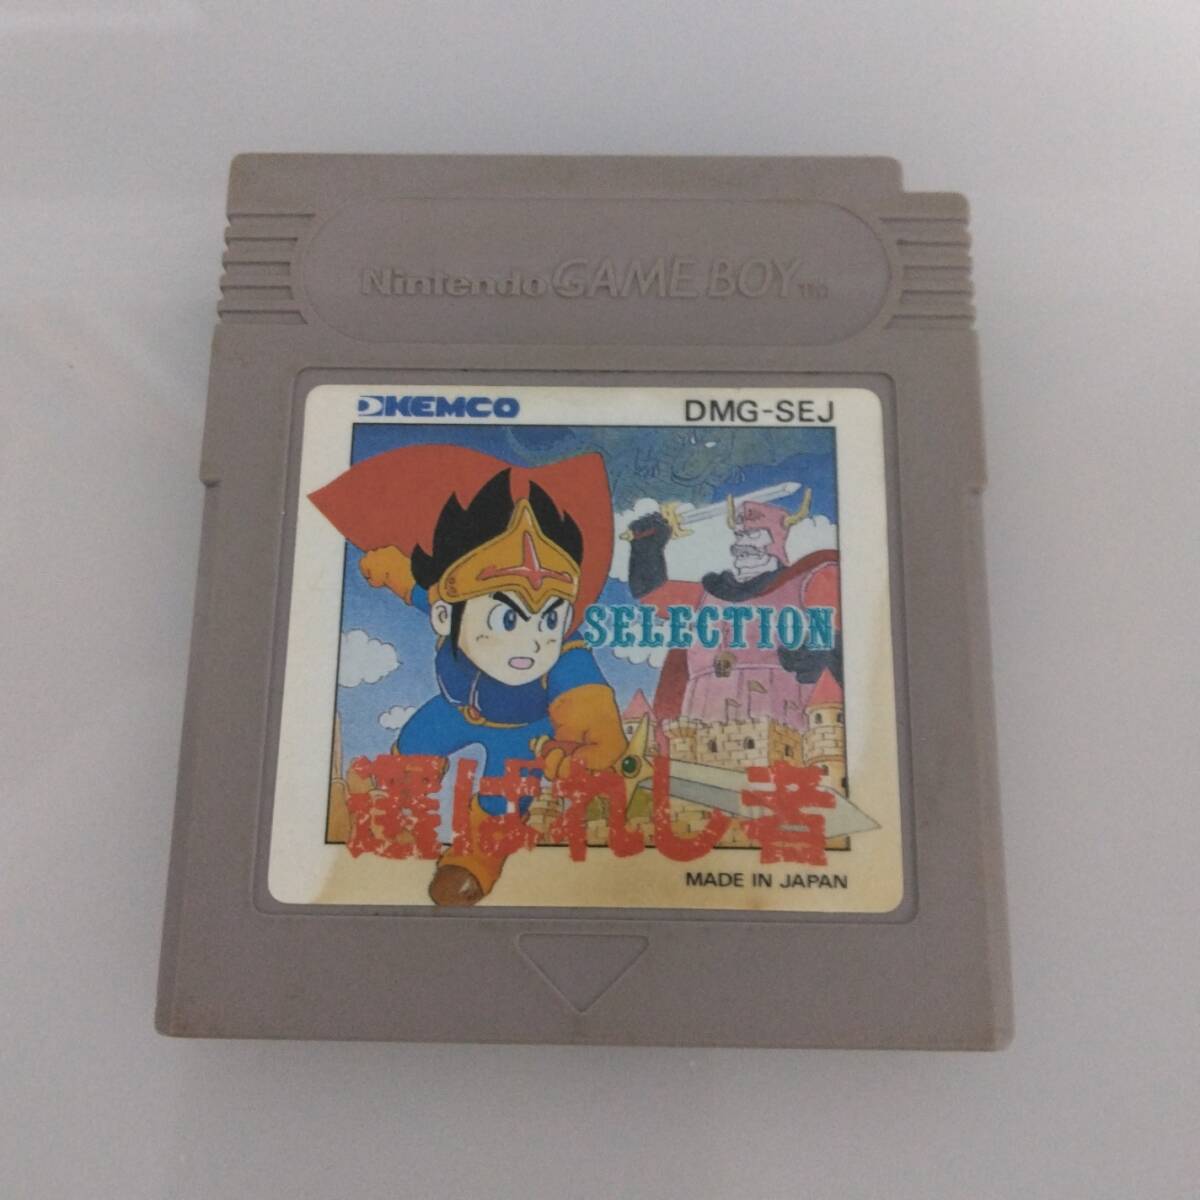 Nintendo GAME BOY TM
KEMCO
DMG-SEJ
SELECTION
選ばれし者
MADE IN JAPAN